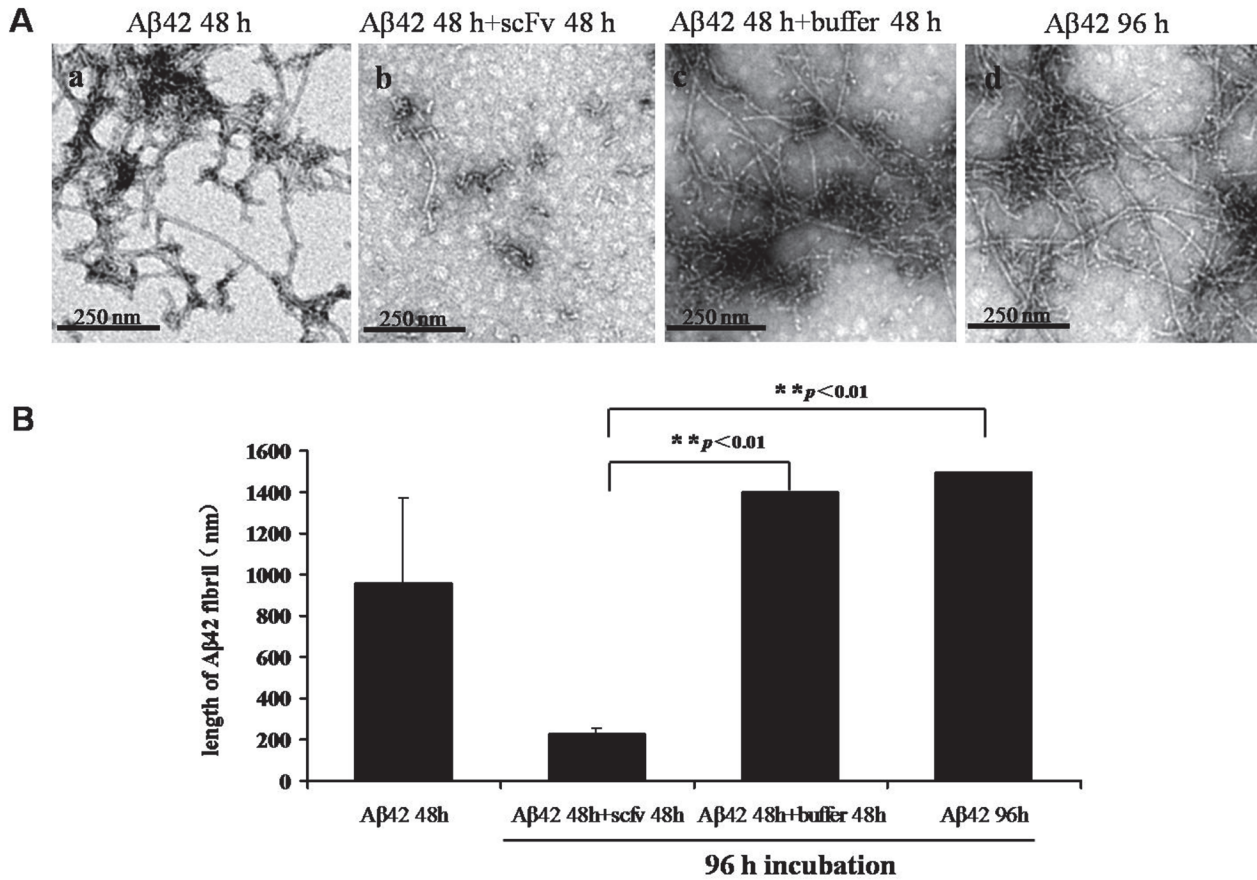 A
Aβ42 48 h
Aβ42 48 h+scFv 48 h
Aβ42 48 h+buffer 48 h
Aβ42 96 h
a
b
c
d
250 nm
250 nm
250 nm
250 nm
B
**p<0.01
**p<0.01
length of Aβ42 fibril ( nm)
1600
1400
1200
1000
800
600
400
200
0
Aβ42 48h
Aβ42 48h+scfv 48h
Aβ42 48h+buffer 48h
Aβ42 96h
96 h incubation